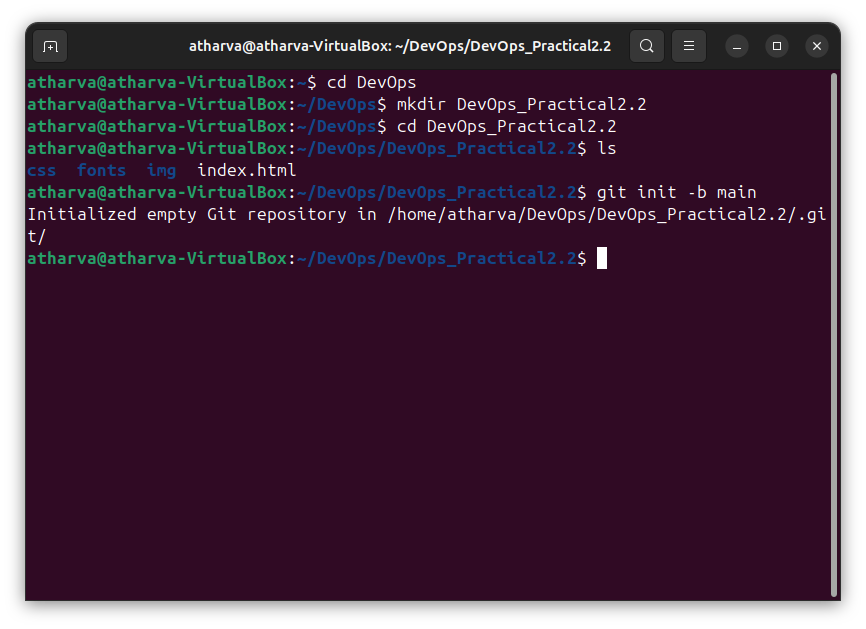 atharva@atharva-VirtualBox: ~/DevOps/DevOps_Practical2.2
atharva@atharva-VirtualBox:~$ cd DevOps
atharva@atharva-VirtualBox:~/DevOps$ mkdir DevOps_Practical2.2
atharva@atharva-VirtualBox:~/DevOps$ cd DevOps_Practical2.2
atharva@atharva-VirtualBox:~/DevOps/DevOps_Practical2.2$ ls
css  fonts  img  index.html
atharva@atharva-VirtualBox:~/DevOps/DevOps_Practical2.2$ git init -b main
Initialized empty Git repository in /home/atharva/DevOps/DevOps_Practical2.2/.gi
t/
atharva@atharva-VirtualBox:~/DevOps/DevOps_Practical2.2$